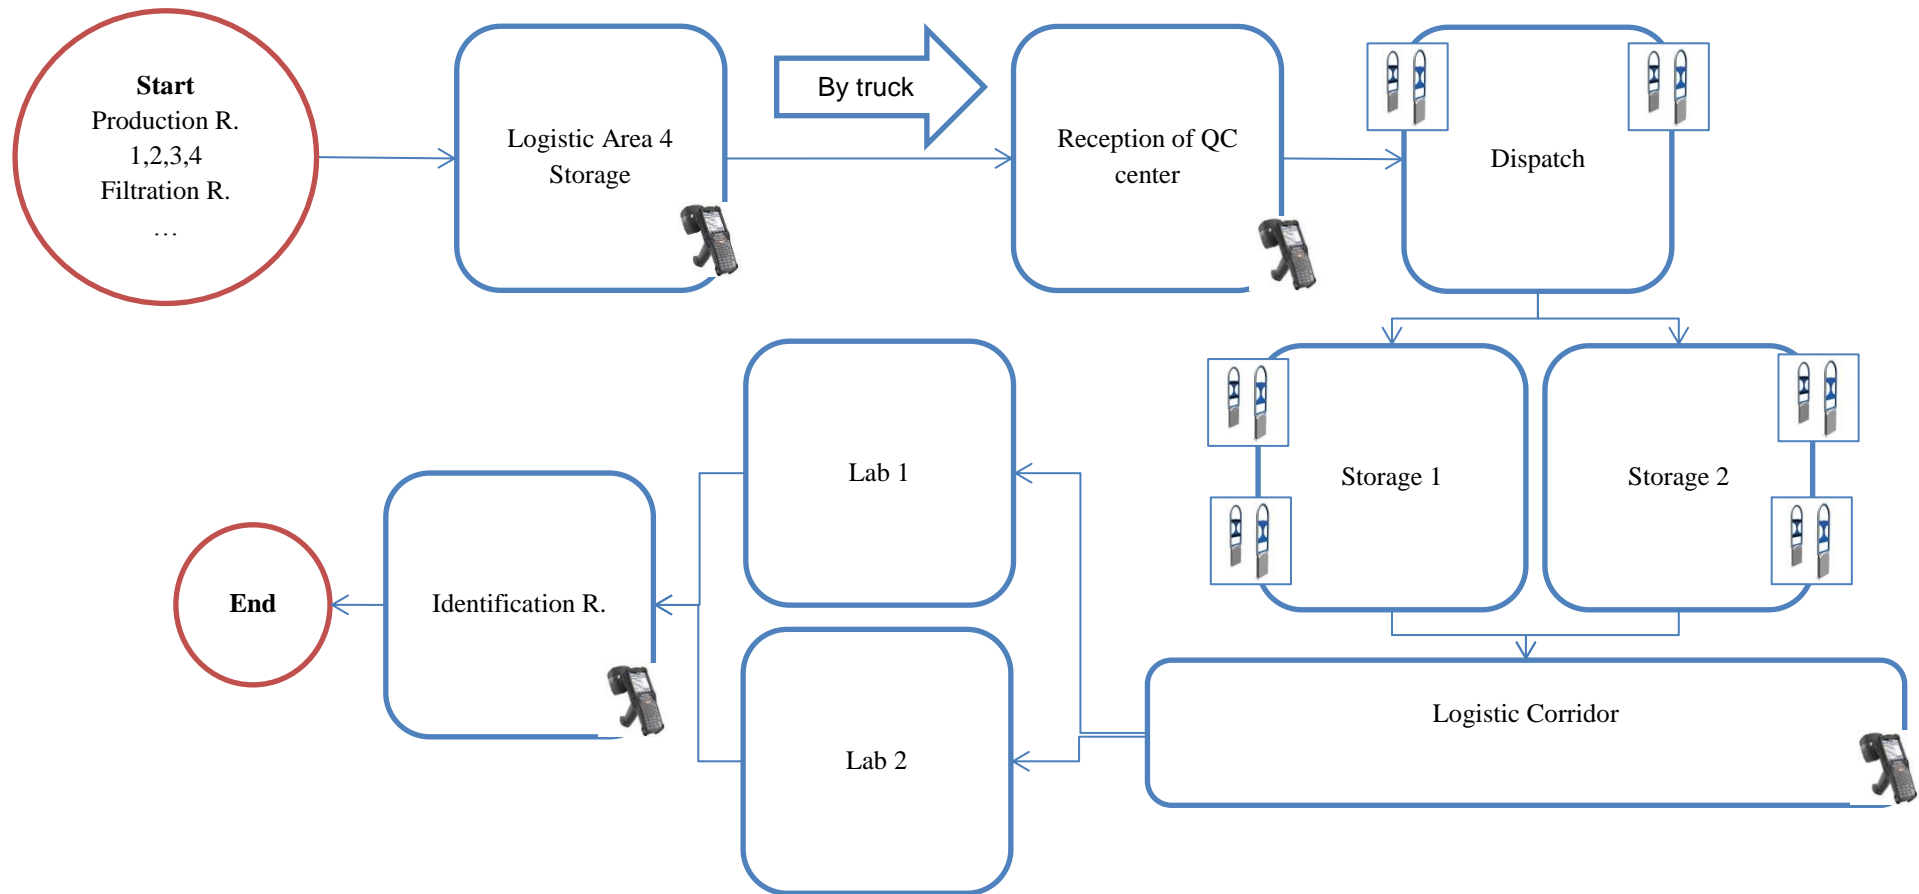 Start
Production R.
1,2,3,4
Filtration R.
…
Logistic Area 4
Storage
By truck
Reception of QC
center
Dispatch
Storage 1
Storage 2
Logistic Corridor
Lab 1
Lab 2
Identification R.
End